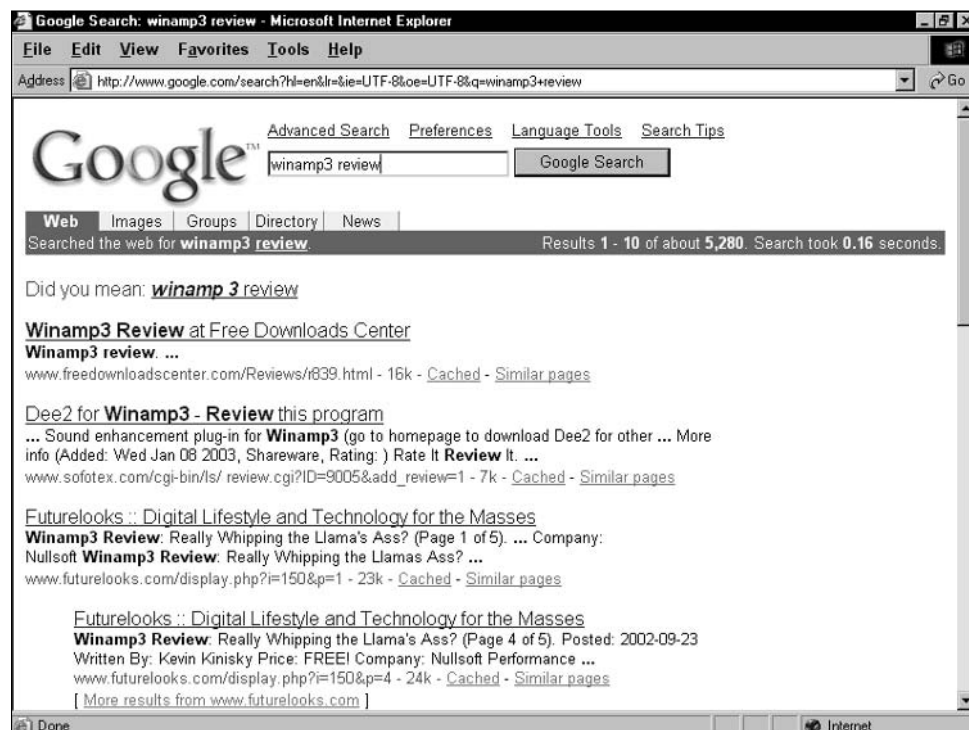 Google Search: winamp3 review - Microsoft Internet Explorer
File Edit View Favorites Tools Help
Address http://www.google.com/search?hl=en&lr=&ie=UTF-8&oe=UTF-8&q=winamp3+review Go
Advanced Search Preferences Language Tools Search Tips
Google™ winamp3 review Google Search
Web Images Groups Directory News
Searched the web for winamp3 review. Results 1 - 10 of about 5,280. Search took 0.16 seconds.
Did you mean: winamp 3 review
Winamp3 Review at Free Downloads Center
Winamp3 review. ...
www.freedownloadscenter.com/Reviews/r839.html - 16k - Cached - Similar pages
Dee2 for Winamp3 - Review this program
... Sound enhancement plug-in for Winamp3 (go to homepage to download Dee2 for other ... More
info (Added: Wed Jan 08 2003, Shareware, Rating: ) Rate It Review It. ...
www.sofotex.com/cgi-bin/ls/ review.cgi?ID=9005&add_review=1 - 7k - Cached - Similar pages
Futurelooks :: Digital Lifestyle and Technology for the Masses
Winamp3 Review: Really Whipping the Llama's Ass? (Page 1 of 5). ... Company:
Nullsoft Winamp3 Review: Really Whipping the Llamas Ass? ...
www.futurelooks.com/display.php?i=150&p=1 - 23k - Cached - Similar pages
Futurelooks :: Digital Lifestyle and Technology for the Masses
Winamp3 Review: Really Whipping the Llama's Ass? (Page 4 of 5). Posted: 2002-09-23
Written By: Kevin Kinisky Price: FREE! Company: Nullsoft Performance ...
www.futurelooks.com/display.php?i=150&p=4 - 24k - Cached - Similar pages
[ More results from www.futurelooks.com ]
Done Internet